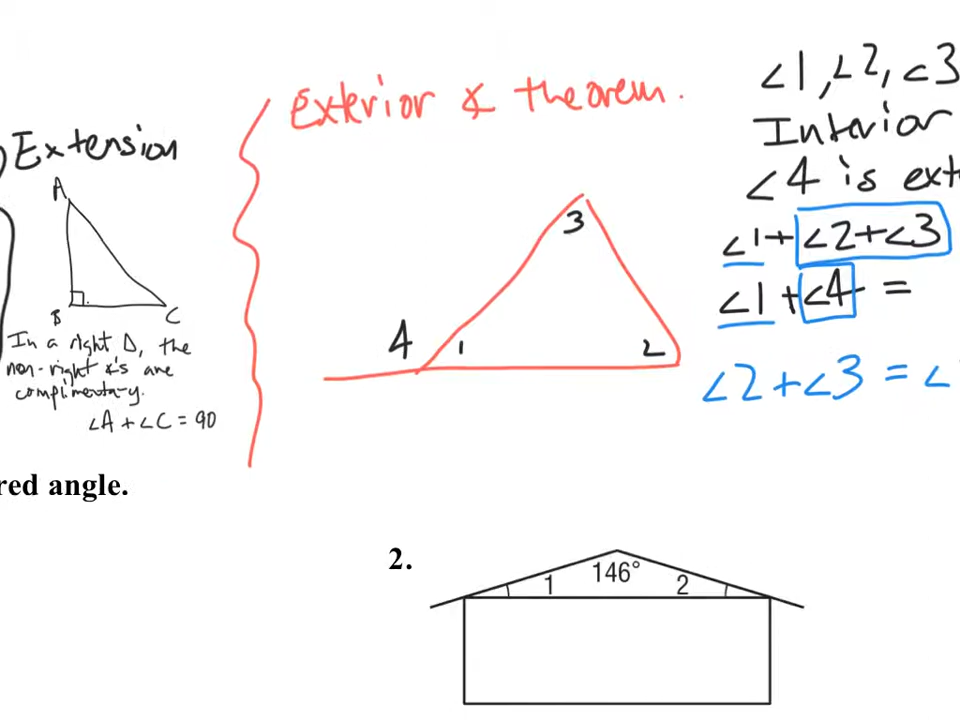 Extension
A
B
C
In a right Δ, the
non-right ∡'s are
complimentary.
∠A + ∠C = 90
Exterior ∡ theorem.
3
4
1
2
∠1, ∠2, ∠3
Interior
∠4 is ext
∠1 + ∠2 + ∠3
∠1 + ∠4 =
∠2 + ∠3 = ∠
red angle.
2.
1
146°
2